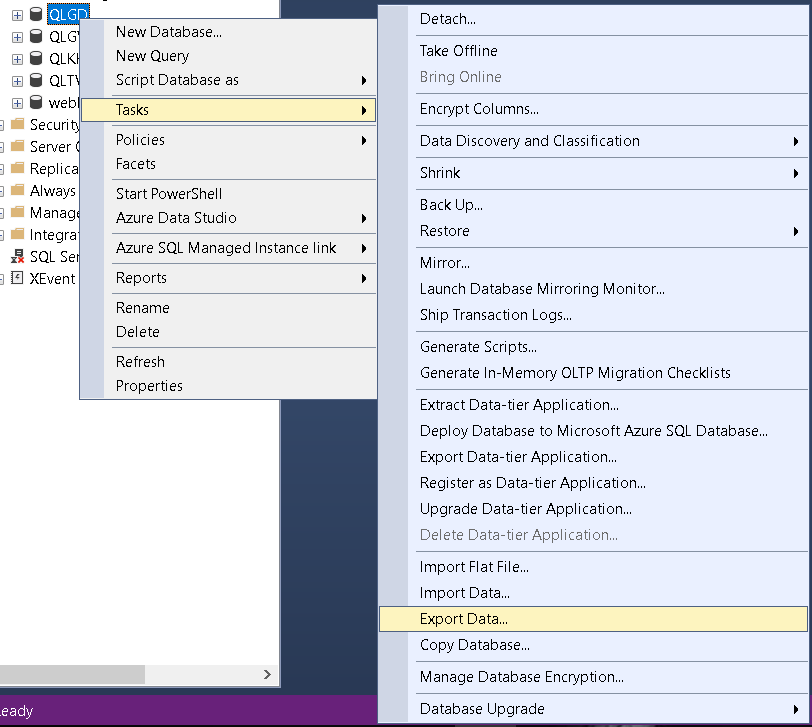 QLGD
QLG
QLK
QLTV
web
Security
Server
Replica
Always
Manage
Integra
SQL Ser
XEvent
eady
New Database...
New Query
Script Database as
Tasks
Policies
Facets
Start PowerShell
Azure Data Studio
Azure SQL Managed Instance link
Reports
Rename
Delete
Refresh
Properties
Detach...
Take Offline
Bring Online
Encrypt Columns...
Data Discovery and Classification
Shrink
Back Up...
Restore
Mirror...
Launch Database Mirroring Monitor...
Ship Transaction Logs...
Generate Scripts...
Generate In-Memory OLTP Migration Checklists
Extract Data-tier Application...
Deploy Database to Microsoft Azure SQL Database...
Export Data-tier Application...
Register as Data-tier Application...
Upgrade Data-tier Application...
Delete Data-tier Application...
Import Flat File...
Import Data...
Export Data...
Copy Database...
Manage Database Encryption...
Database Upgrade